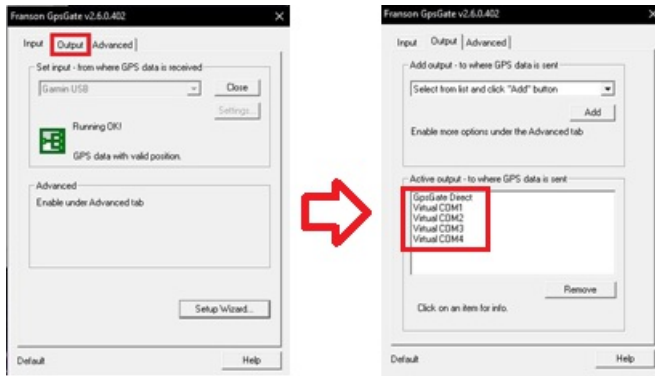 Franson GpsGate v2.6.0.402
Input Output Advanced
Set input - from where GPS data is received
Garmin USB
Close
Settings...
Running OK!
GPS data with valid position.
Advanced
Enable under Advanced tab
Setup Wizard...
Default
Help
Franson GpsGate v2.6.0.402
Input Output Advanced
Add output - to where GPS data is sent
Select from list and click "Add" button
Add
Enable more options under the Advanced tab
Active output - to where GPS data is sent
GpsGate Direct
Virtual COM1
Virtual COM2
Virtual COM3
Virtual COM4
Remove
Click on an item for info.
Default
Help